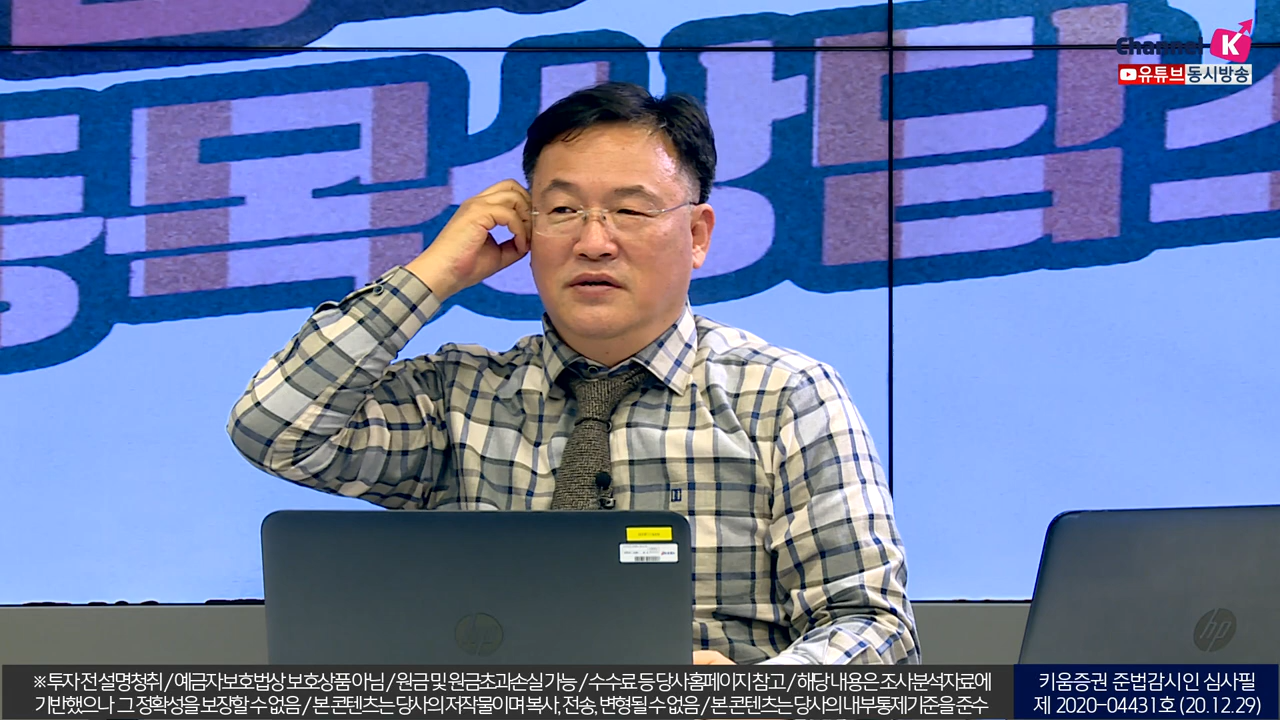 종목상담소
Channel K
유튜브 동시방송
hp
hp
※ 투자 전 설명청취 / 예금자보호법상 보호상품 아님 / 원금 및 원금초과손실 가능 / 수수료 등 당사홈페이지 참고 / 해당 내용은 조사분석자료에
기반했으나 그 정확성을 보장할 수 없음 / 본 콘텐츠는 당사의 저작물이며 복사, 전송, 변형될 수 없음 / 본 콘텐츠는 당사의 내부통제기준을 준수
키움증권 준법감시인 심사필
제 2020-04431호 (20.12.29)